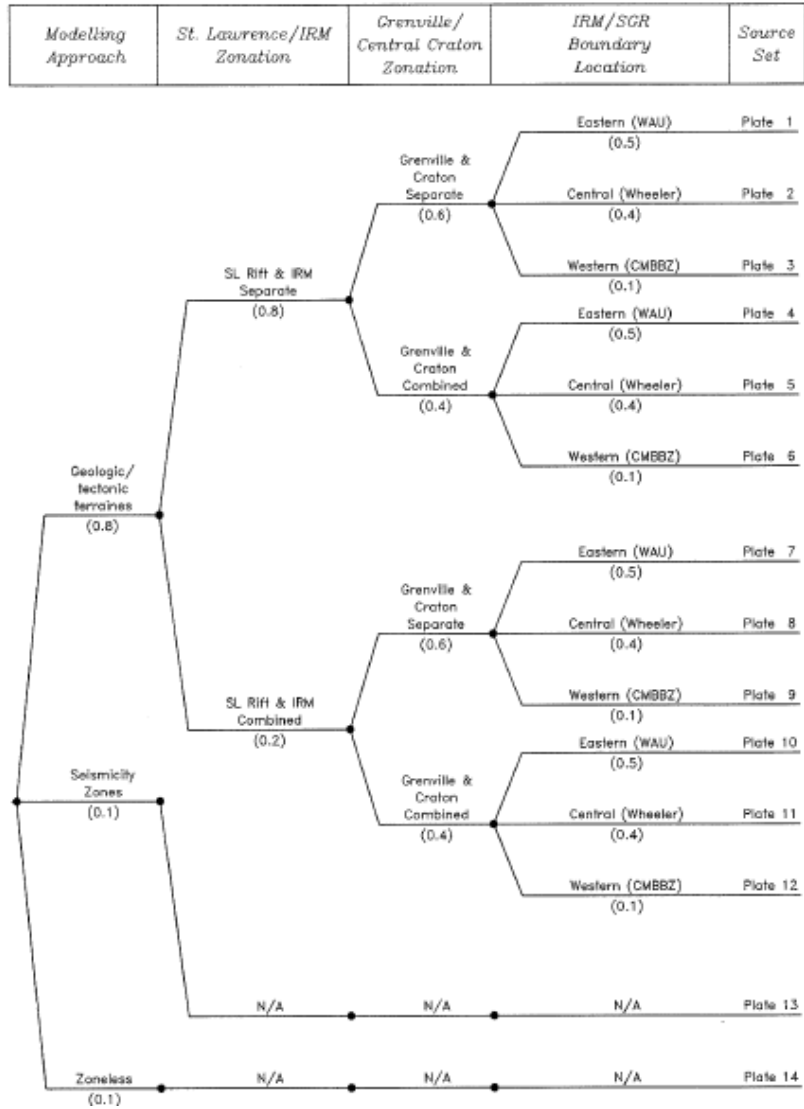 Modelling
Approach
St. Lawrence/IRM
Zonation
Grenville/
Central Craton
Zonation
IRM/SGR
Boundary
Location
Source
Set
Eastern (WAU) Plate 1
(0.5)
Grenville &
Craton
Separate
(0.6)
Central (Wheeler) Plate 2
(0.4)
Western (CMBBZ) Plate 3
(0.1)
SL Rift & IRM
Separate
(0.8)
Eastern (WAU) Plate 4
(0.5)
Grenville &
Craton
Combined
(0.4)
Central (Wheeler) Plate 5
(0.4)
Western (CMBBZ) Plate 6
(0.1)
Geologic/
tectonic
terraines
(0.8)
Eastern (WAU) Plate 7
(0.5)
Grenville &
Craton
Separate
(0.6)
Central (Wheeler) Plate 8
(0.4)
Western (CMBBZ) Plate 9
(0.1)
SL Rift & IRM
Combined
(0.2)
Eastern (WAU) Plate 10
(0.5)
Grenville &
Craton
Combined
(0.4)
Central (Wheeler) Plate 11
(0.4)
Western (CMBBZ) Plate 12
(0.1)
Seismicity
Zones
(0.1)
N/A N/A N/A Plate 13
Zoneless N/A N/A N/A Plate 14
(0.1)